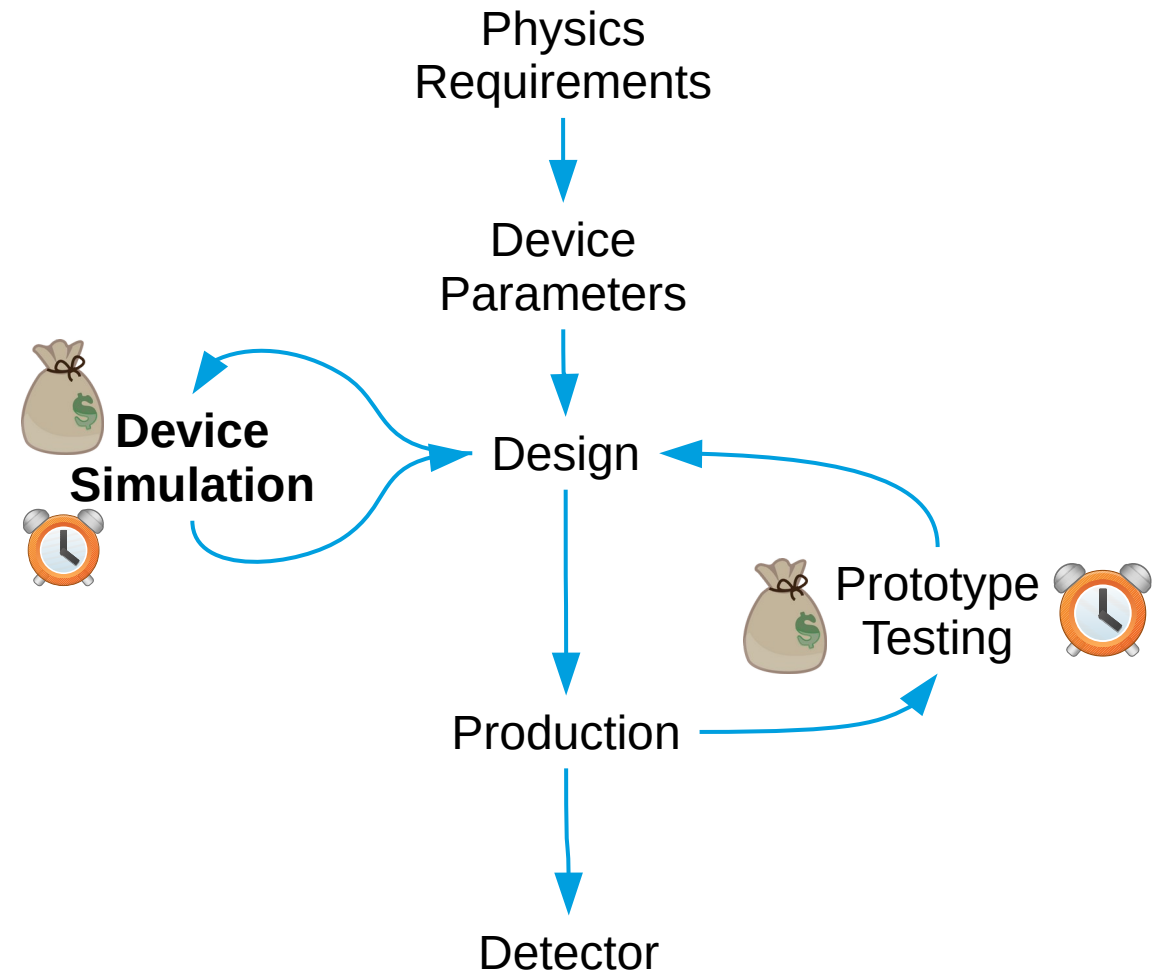 Physics
Requirements
Device
Parameters
$
Device
Simulation
Design
$
Prototype
Testing
Production
Detector